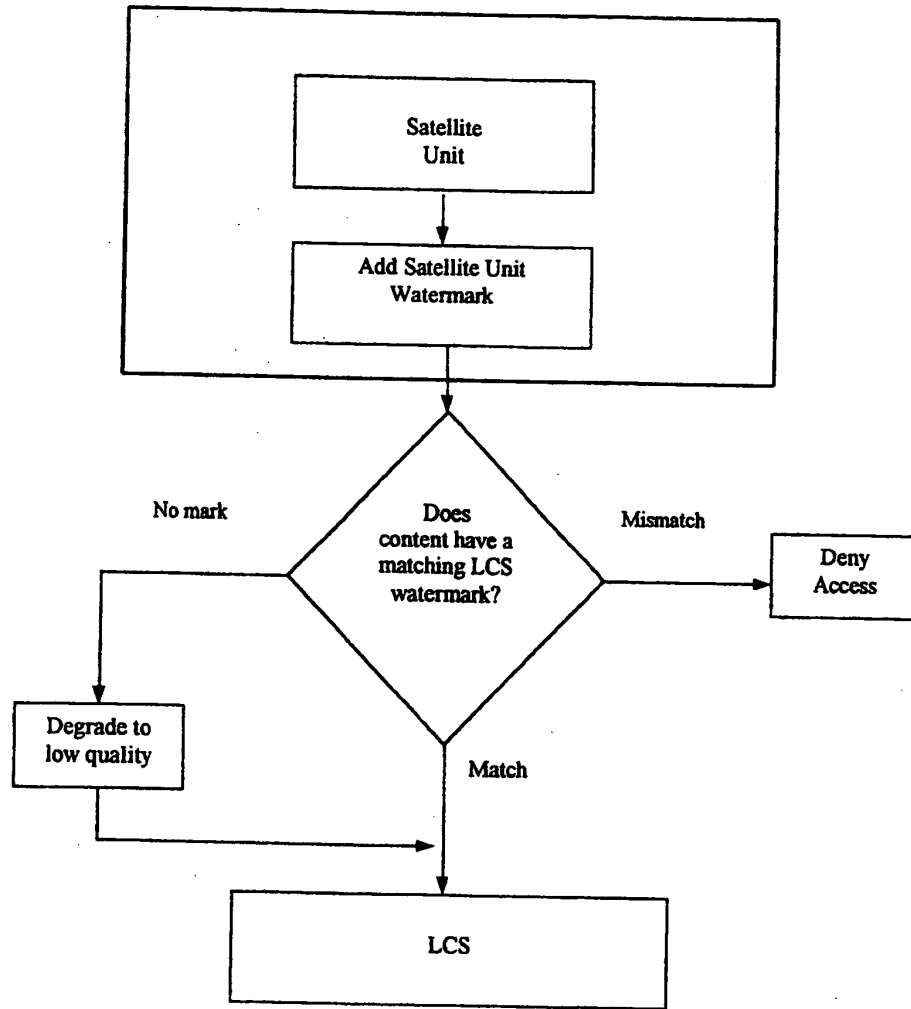 Satellite
Unit
Add Satellite Unit
Watermark
Does
content have a
matching LCS
watermark?
No mark
Mismatch
Deny
Access
Degrade to
low quality
Match
LCS